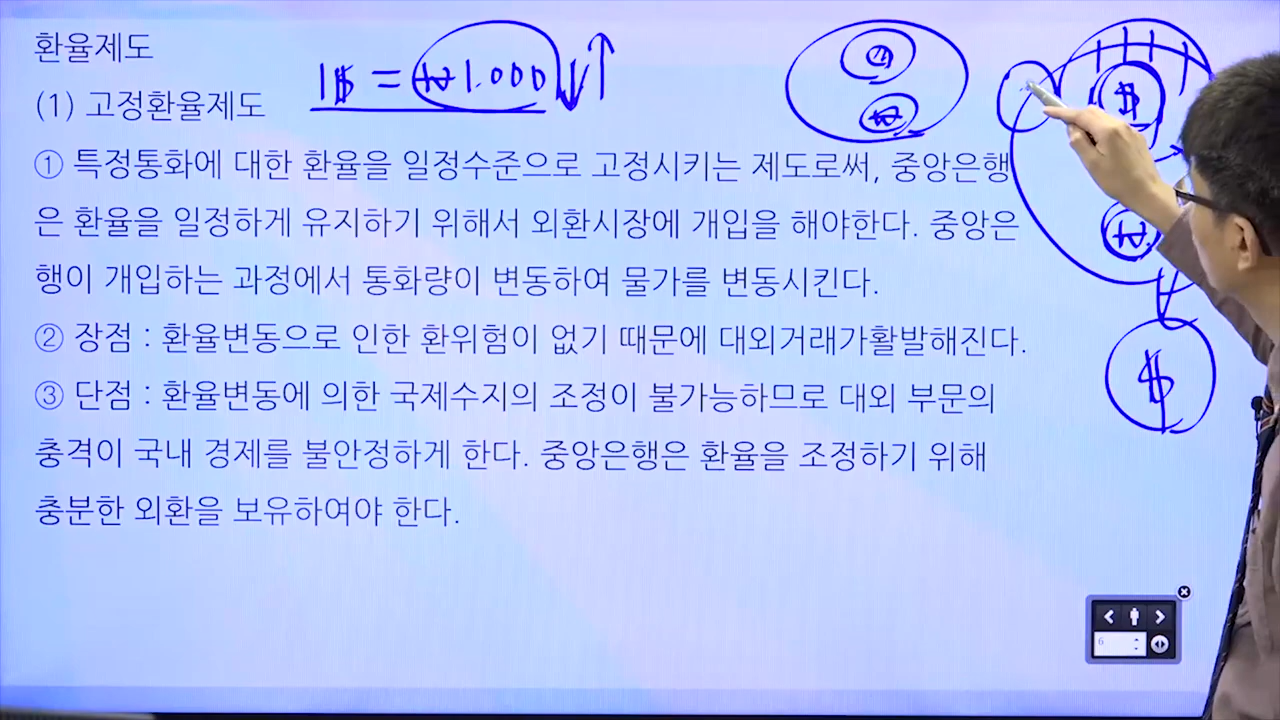 환율제도
1$ = ₩1.000
(1) 고정환율제도
① 특정통화에 대한 환율을 일정수준으로 고정시키는 제도로써, 중앙은행
은 환율을 일정하게 유지하기 위해서 외환시장에 개입을 해야한다. 중앙은
행이 개입하는 과정에서 통화량이 변동하여 물가를 변동시킨다.
② 장점 : 환율변동으로 인한 환위험이 없기 때문에 대외거래가활발해진다.
③ 단점 : 환율변동에 의한 국제수지의 조정이 불가능하므로 대외 부문의
충격이 국내 경제를 불안정하게 한다. 중앙은행은 환율을 조정하기 위해
충분한 외환을 보유하여야 한다.
₩
$
₩
$
6